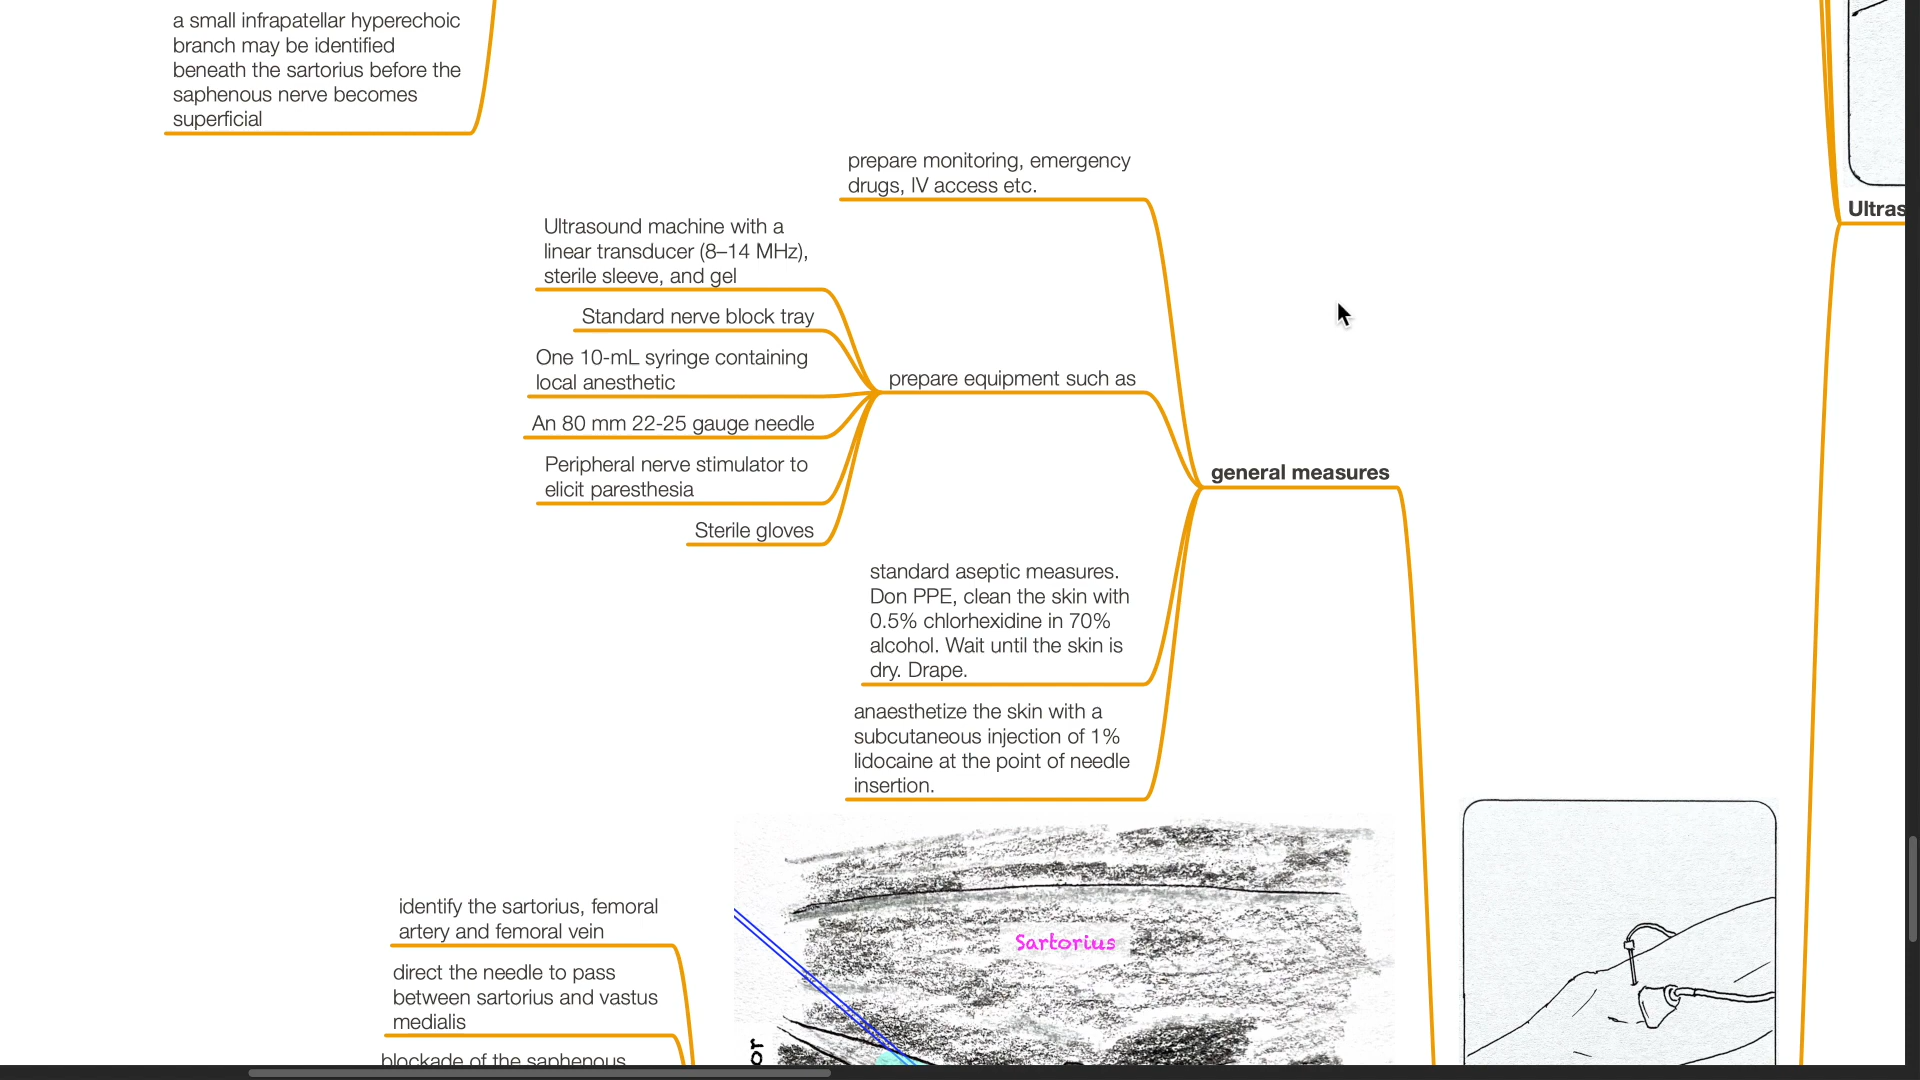 a small infrapatellar hyperechoic
branch may be identified
beneath the sartorius before the
saphenous nerve becomes
superficial
prepare monitoring, emergency
drugs, IV access etc.
Ultras
Ultrasound machine with a
linear transducer (8–14 MHz),
sterile sleeve, and gel
Standard nerve block tray
One 10-mL syringe containing
local anesthetic
An 80 mm 22-25 gauge needle
Peripheral nerve stimulator to
elicit paresthesia
Sterile gloves
prepare equipment such as
general measures
standard aseptic measures.
Don PPE, clean the skin with
0.5% chlorhexidine in 70%
alcohol. Wait until the skin is
dry. Drape.
anaesthetize the skin with a
subcutaneous injection of 1%
lidocaine at the point of needle
insertion.
identify the sartorius, femoral
artery and femoral vein
direct the needle to pass
between sartorius and vastus
medialis
blockade of the saphenous
Sartorius
or